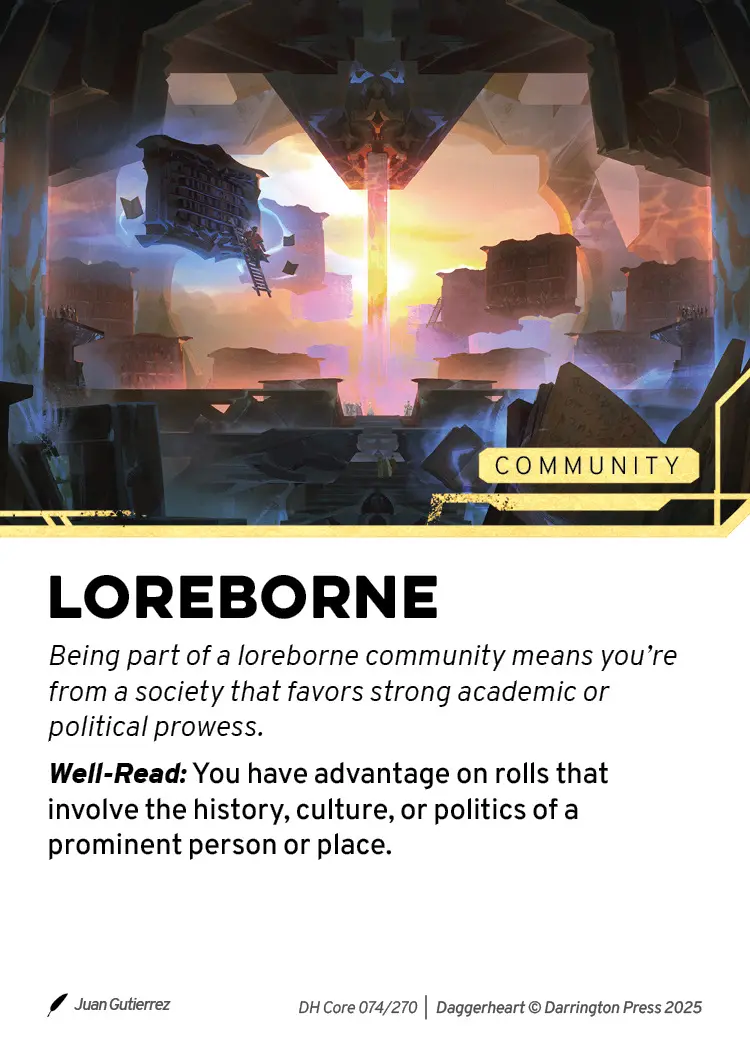 COMMUNITY
LOREBORNE
Being part of a loreborne community means you’re
from a society that favors strong academic or
political prowess.
Well-Read: You have advantage on rolls that
involve the history, culture, or politics of a
prominent person or place.
Juan Gutierrez
DH Core 074/270 | Daggerheart © Darrington Press 2025